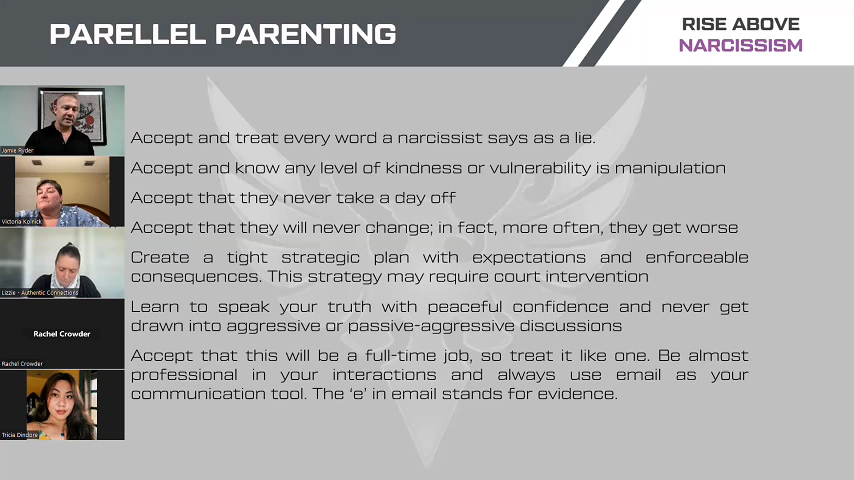 PARELLEL PARENTING
RISE ABOVE
NARCISSISM
Accept and treat every word a narcissist says as a lie.
Accept and know any level of kindness or vulnerability is manipulation
Accept that they never take a day off
Accept that they will never change; in fact, more often, they get worse
Create a tight strategic plan with expectations and enforceable
consequences. This strategy may require court intervention
Learn to speak your truth with peaceful confidence and never get
drawn into aggressive or passive-aggressive discussions
Accept that this will be a full-time job, so treat it like one. Be almost
professional in your interactions and always use email as your
communication tool. The ‘e’ in email stands for evidence.
Jamie Ryder
Victoria Kolnick
Lizzie - Authentic Connections
Rachel Crowder
Rachel Crowder
Tricia Dindore